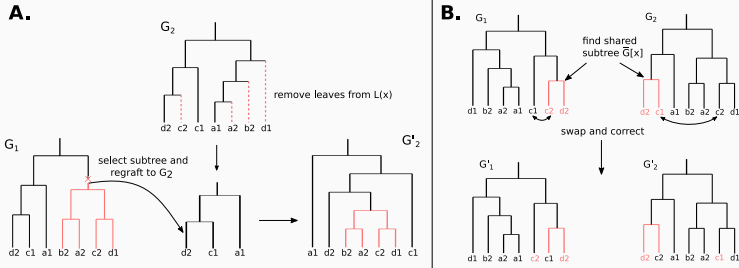 A.
G2
remove leaves from L(x)
d2 c2 c1 a1 a2 b2 d1
G1
select subtree and
regraft to G2
G'2
d2 c1 a1 b2 a2 c2 d1
d2 c1 a1
a1 d2 b2 a2 c2 d1 c1
B.
G1
G2
find shared
subtree G̅[x]
d1 b2 a2 a1 c1 c2 d2
d2 c1 a1 b2 a2 c2 d1
swap and correct
G'1
G'2
d1 b2 a2 a1 c2 c1 d2
d2 c2 a1 b2 a2 c1 d1